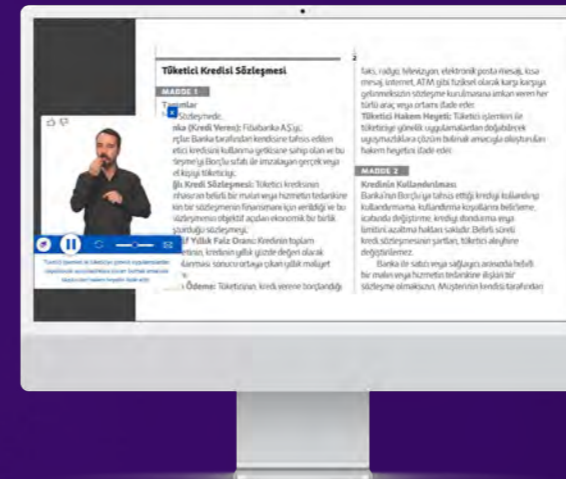 Tüketici Kredisi Sözleşmesi
MADDE 1
Tanımlar
Sözleşmede;
nka (Kredi Veren): Fibabanka A.Ş.yi,
rçlu: Banka tarafından kendisine tahsis edilen
etici kredisini kullanma yetkisine sahip olan ve bu
leşme'yi Borçlu sıfatı ile imzalayan gerçek veya
el kişiyi tüketiciyi,
ğlı Kredi Sözleşmesi: Tüketici kredisinin
nhasıran belirli bir malın veya hizmetin tedarikine
bir sözleşmenin finansmanı için verildiği ve bu
sözleşmenin objektif açıdan ekonomik bir birlik
şturduğu sözleşmeyi,
if Yıllık Faiz Oranı: Kredinin toplam
etinin, kredinin yıllık yüzde değeri olarak
lanması sonucu ortaya çıkan yıllık maliyet
Ödeme: Tüketicinin, kredi verene borçlandığı
faks, radyo, televizyon, elektronik posta mesajı, kısa
mesaj, internet, ATM gibi fiziksel olarak karşı karşıya
gelinmeksizin sözleşme kurulmasına imkan veren her
türlü araç veya ortamı ifade eder.
Tüketici Hakem Heyeti: Tüketici işlemleri ile
tüketiciye yönelik uygulamalardan doğabilecek
uyuşmazlıklara çözüm bulmak amacıyla oluşturulan
hakem heyetini ifade eder.
MADDE 2
Kredinin Kullandırılması
Banka'nın Borçlu'ya tahsis ettiği krediyi kullandırıp
kullandırmama, kullandırma koşullarını belirleme,
icabında değiştirme, krediyi dondurma veya
limitini azaltma hakları saklıdır. Belirli süreli
kredi sözleşmesinin şartları, tüketici aleyhine
değiştirilemez.
Banka ile satıcı veya sağlayıcı arasında belirli
bir malın veya hizmetin tedarikine ilişkin bir
sözleşme olmaksızın, Müşterinin kendisi tarafından